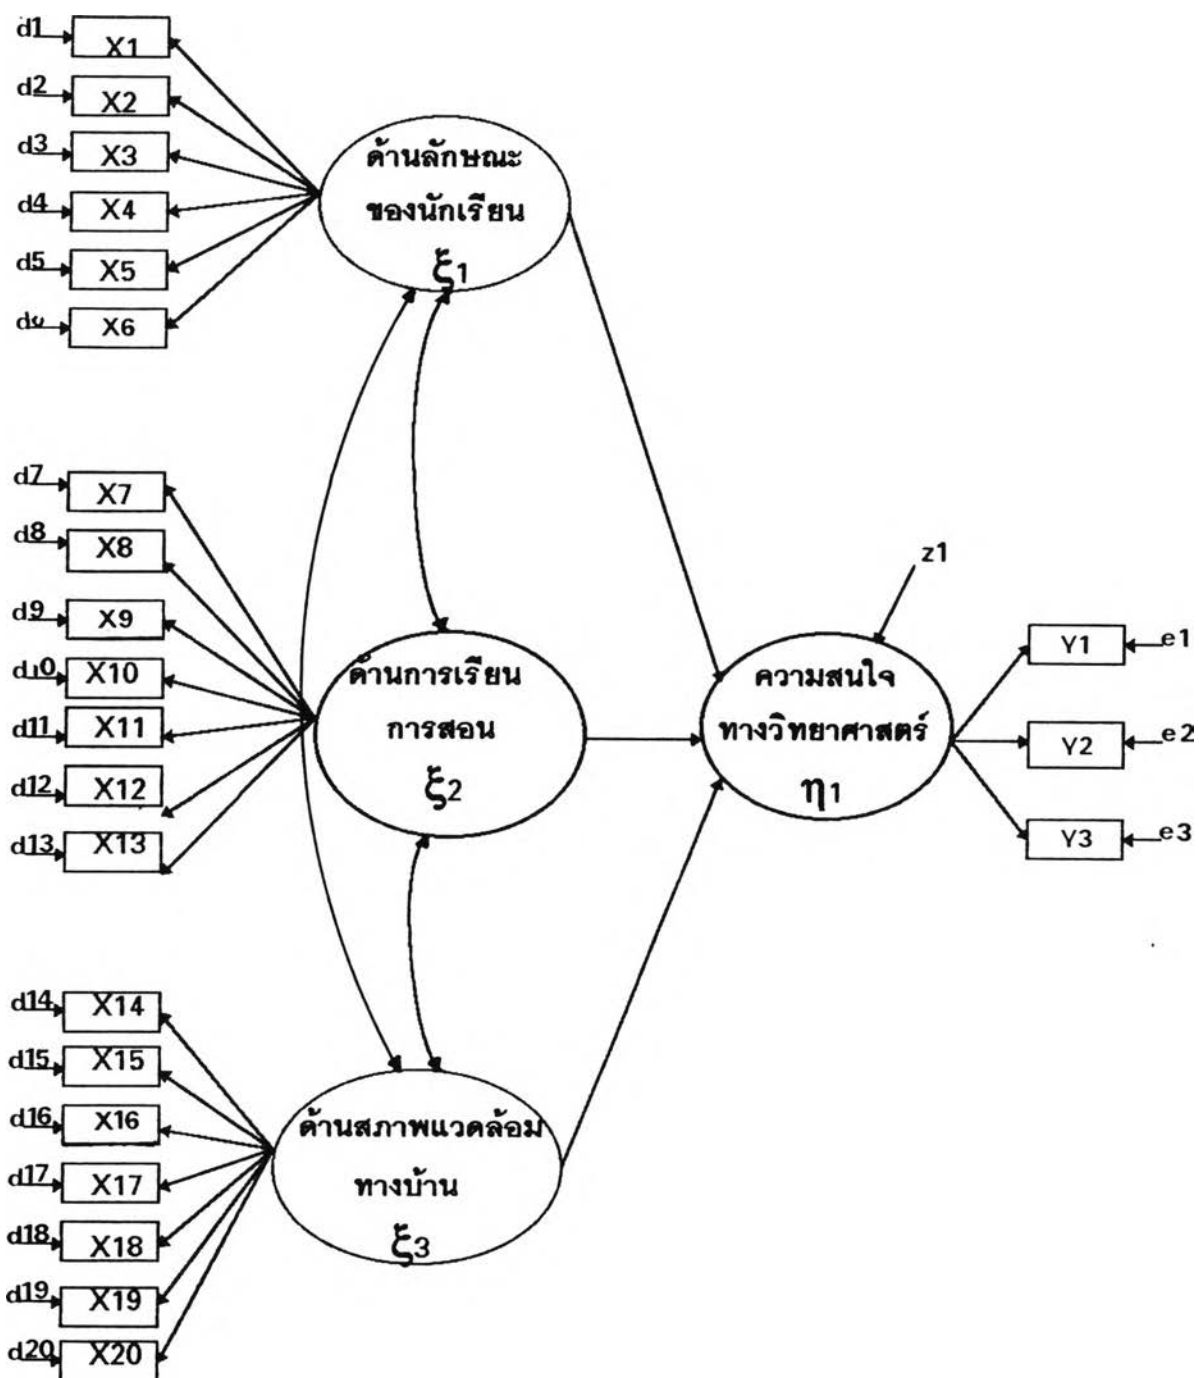 d1
X1
d2
X2
d3
X3
d4
X4
d5
X5
X6
ด้านลักษณะ
ของนักเรียน
ξ1
d7
X7
d8
X8
d9
X9
d10
X10
d11
X11
d12
X12
d13
X13
ด้านการเรียน
การสอน
ξ2
z1
ความสนใจ
ทางวิทยาศาสตร์
η1
Y1
e1
Y2
e2
Y3
e3
d14
X14
d15
X15
d16
X16
d17
X17
d18
X18
d19
X19
d20
X20
ด้านสภาพแวดล้อม
ทางบ้าน
ξ3